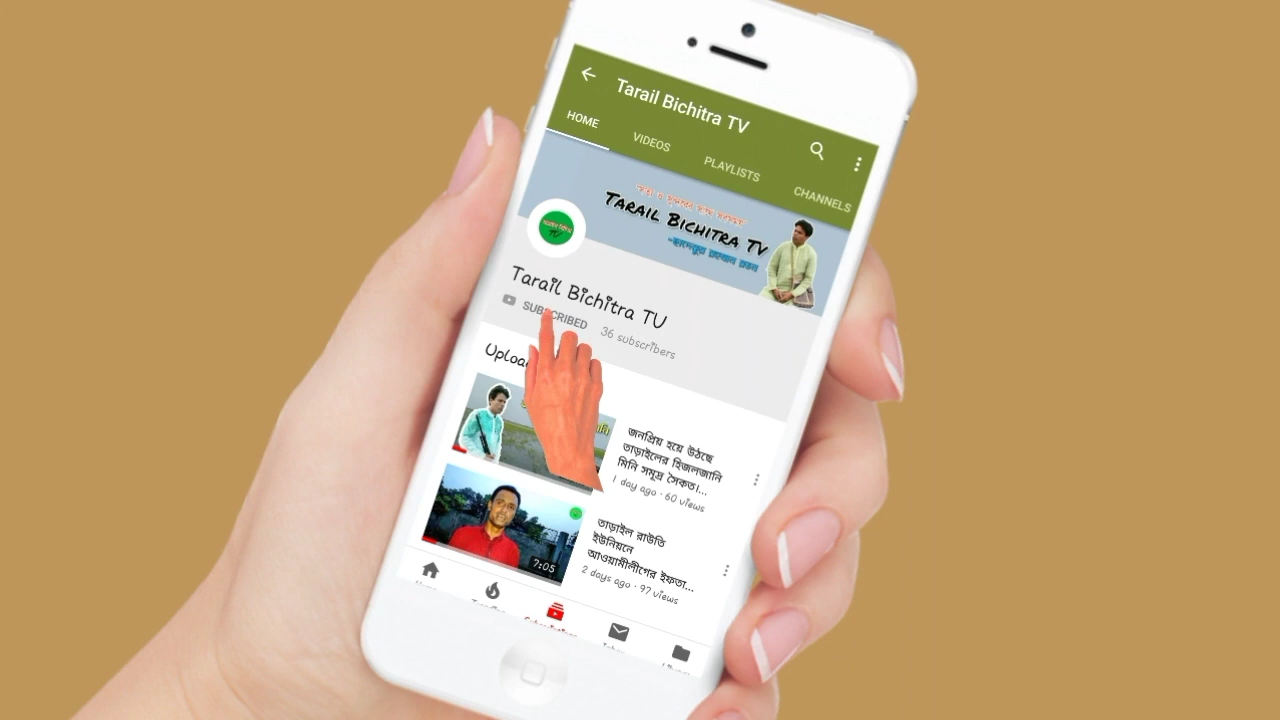 Tarail Bichitra TV
HOME
VIDEOS
PLAYLISTS
CHANNELS
TARAIL BICHITRA TV
Tarail Bichitra TV
SUBSCRIBED 36 subscribers
জনপ্রিয় হয়ে উঠছে
তাড়াইলের হিজলজানি
মিনি সমুদ্র সৈকত।...
1 day ago · 60 views
তাড়াইল রাউতি
ইউনিয়নে
আওয়ামীলীগের ইফতা...
2 days ago · 97 views
7:05